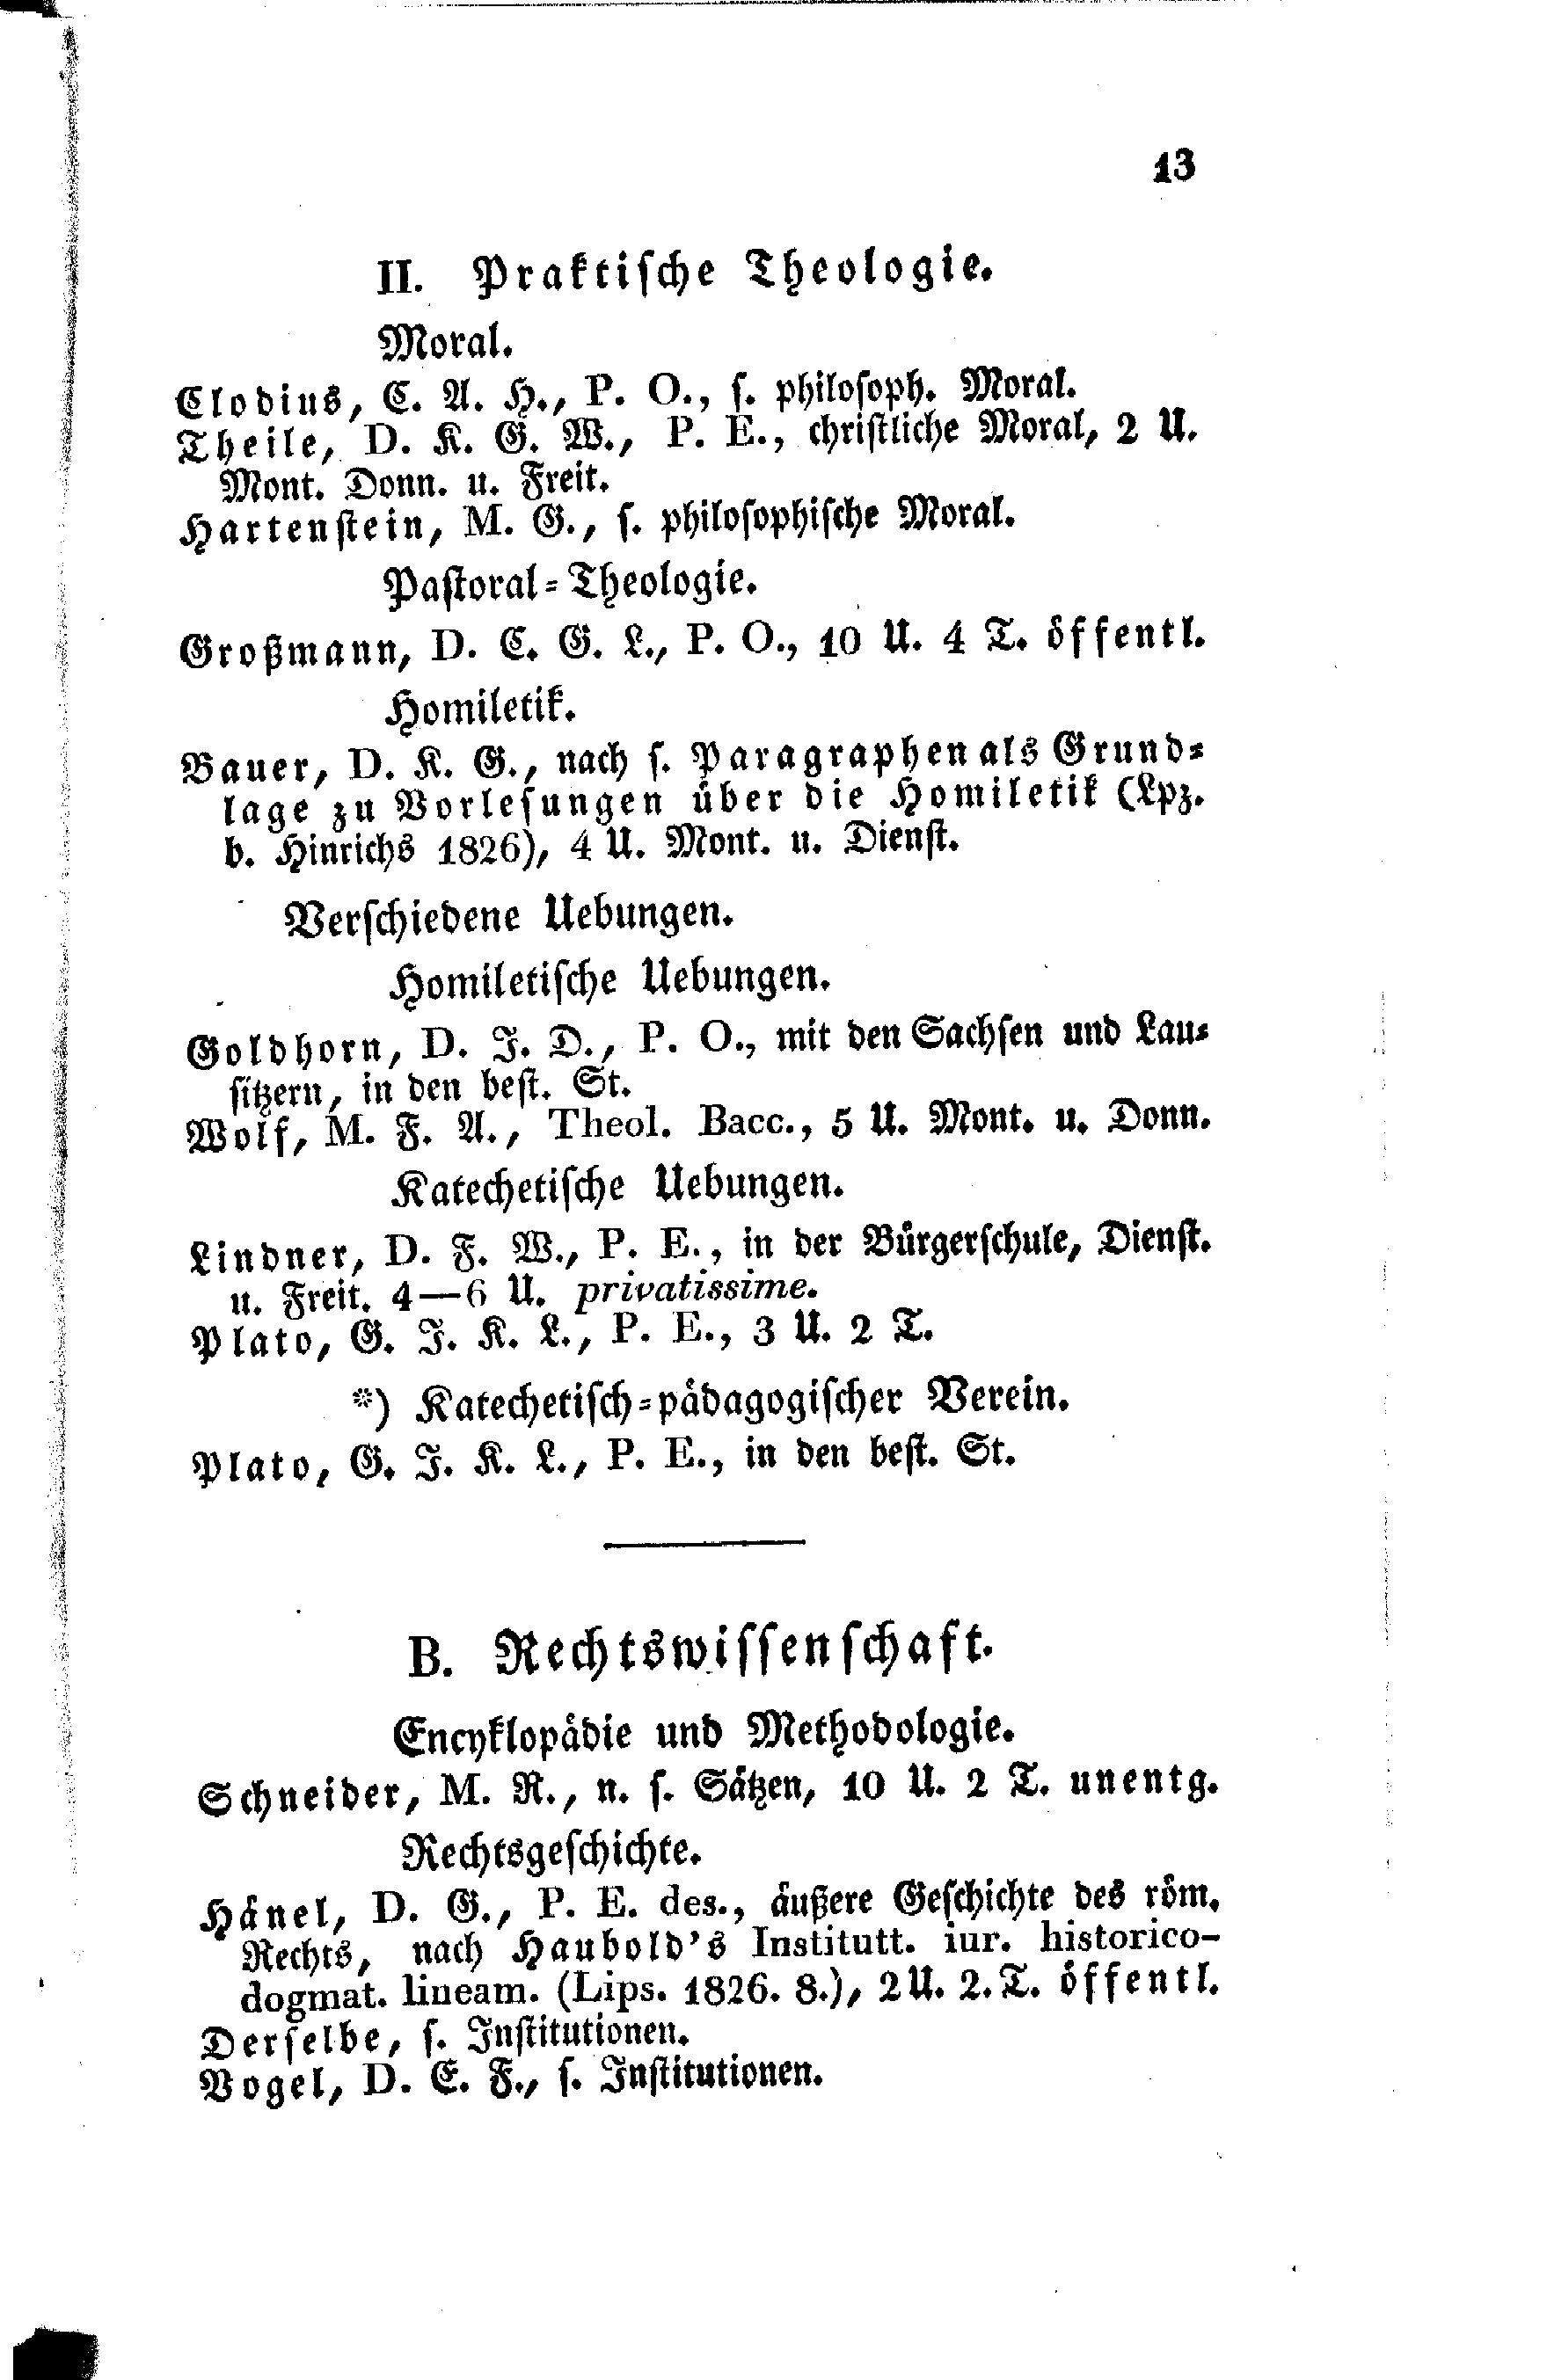 13
II. Praktiſche Theologie.
Moral.
Clodius, C. A. H., P. O., ſ. philoſoph. Moral.
Theile, D. K. G. W., P. E., chriſtliche Moral, 2 U.
Mont. Donn. u. Freit.
Hartenſtein, M. G., ſ. philoſophiſche Moral.
Paſtoral-Theologie.
Großmann, D. C. G. L., P. O., 10 U. 4 T. öffentl.
Homiletik.
Bauer, D. K. G., nach ſ. Paragraphen als Grund-
lage zu Vorleſungen über die Homiletik (Lpz.
b. Hinrichs 1826), 4 U. Mont. u. Dienſt.
Verſchiedene Uebungen.
Homiletiſche Uebungen.
Goldhorn, D. J. D., P. O., mit den Sachſen und Lau-
ſitzern, in den beſt. St.
Wolf, M. F. A., Theol. Bacc., 5 U. Mont. u. Donn.
Katechetiſche Uebungen.
Lindner, D. F. W., P. E., in der Bürgerſchule, Dienſt.
u. Freit. 4—6 U. privatissime.
Plato, G. J. K. L., P. E., 3 U. 2 T.
*) Katechetiſch-pädagogiſcher Verein.
Plato, G. J. K. L., P. E., in den beſt. St.
B. Rechtswiſſenſchaft.
Encyklopädie und Methodologie.
Schneider, M. R., n. ſ. Sätzen, 10 U. 2 T. unentg.
Rechtsgeſchichte.
Hänel, D. G., P. E. des., äußere Geſchichte des röm.
Rechts, nach Haubold's Institutt. iur. historico-
dogmat. lineam. (Lips. 1826. 8.), 2 U. 2. T. öffentl.
Derſelbe, ſ. Inſtitutionen.
Vogel, D. E. F., ſ. Inſtitutionen.